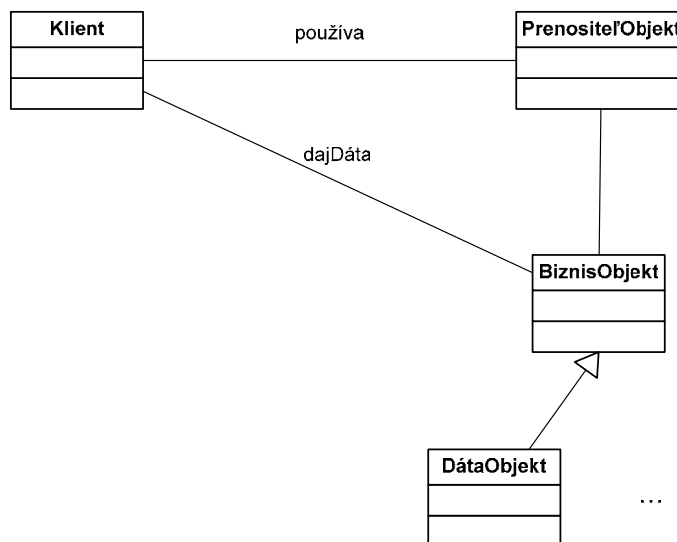 Klient
používa
PrenositeľObjekt
dajDáta
BiznisObjekt
DátaObjekt
...